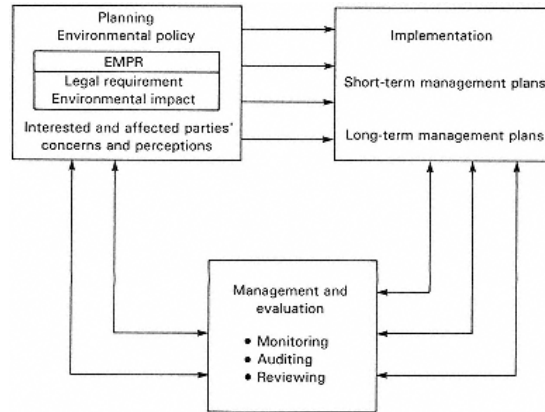 Planning
Environmental policy
EMPR
Legal requirement
Environmental impact
Interested and affected parties'
concerns and perceptions
Implementation
Short-term management plans
Long-term management plans
Management and
evaluation
• Monitoring
• Auditing
• Reviewing